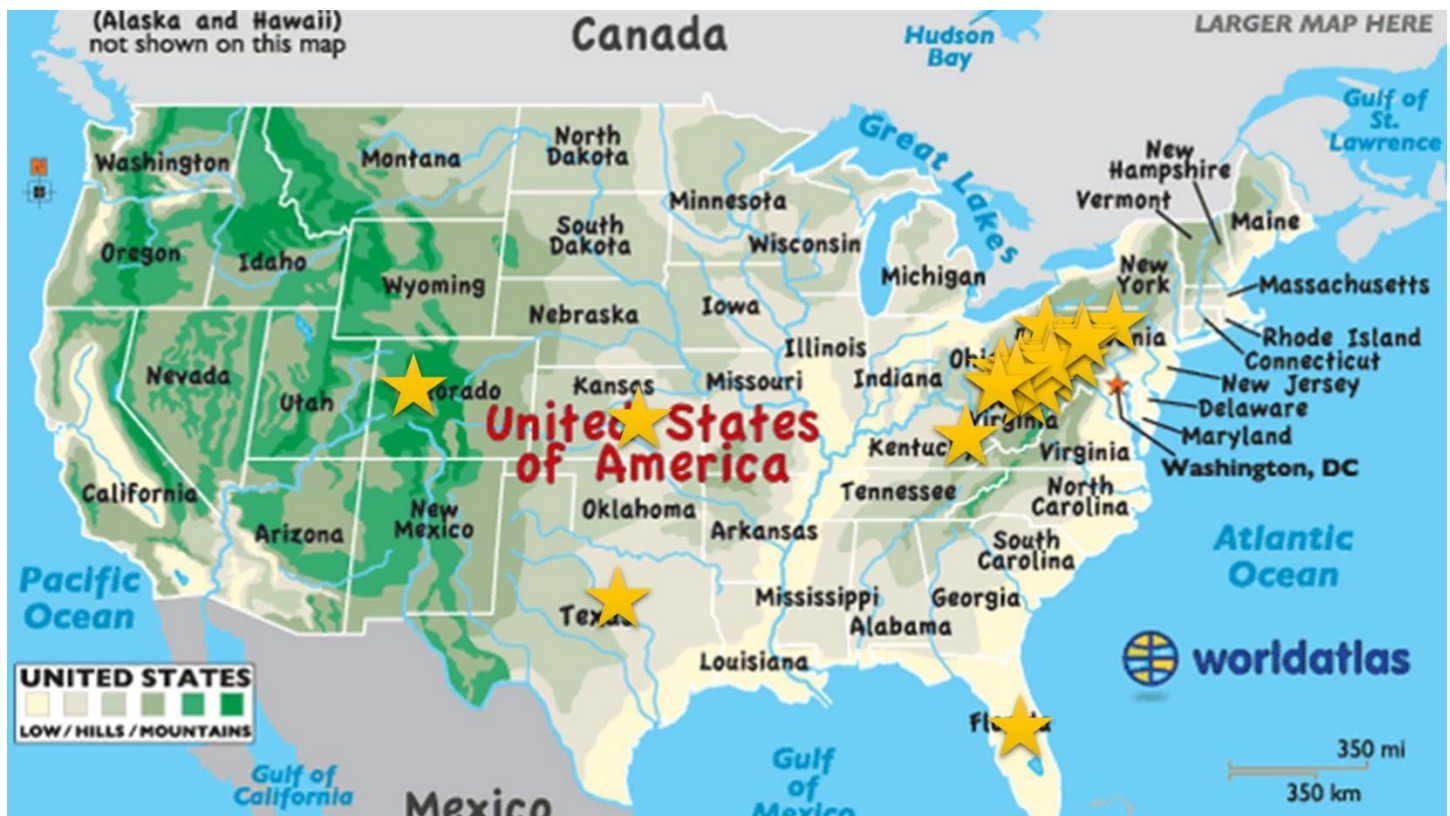 (Alaska and Hawaii)
not shown on this map
Canada
Hudson
Bay
LARGER MAP HERE
Gulf of
St.
Lawrence
Great Lakes
N
Washington
Montana
North
Dakota
Minnesota
New
Hampshire
Vermont
Maine
Oregon
Idaho
South
Dakota
Wisconsin
Michigan
New
York
Massachusetts
Wyoming
Nebraska
Iowa
Illinois
Indiana
Rhode Island
Connecticut
New Jersey
Delaware
Maryland
Washington, DC
Nevada
Utah
Kansas
Missouri
United States
of America
Virginia
Virginia
California
Arizona
New
Mexico
Oklahoma
Arkansas
Tennessee
North
Carolina
South
Carolina
Mississippi
Alabama
Georgia
Louisiana
Pacific
Ocean
Atlantic
Ocean
worldatlas
UNITED STATES
LOW / HILLS / MOUNTAINS
Gulf of
California
Mexico
Gulf
of
Mexico
350 mi
350 km